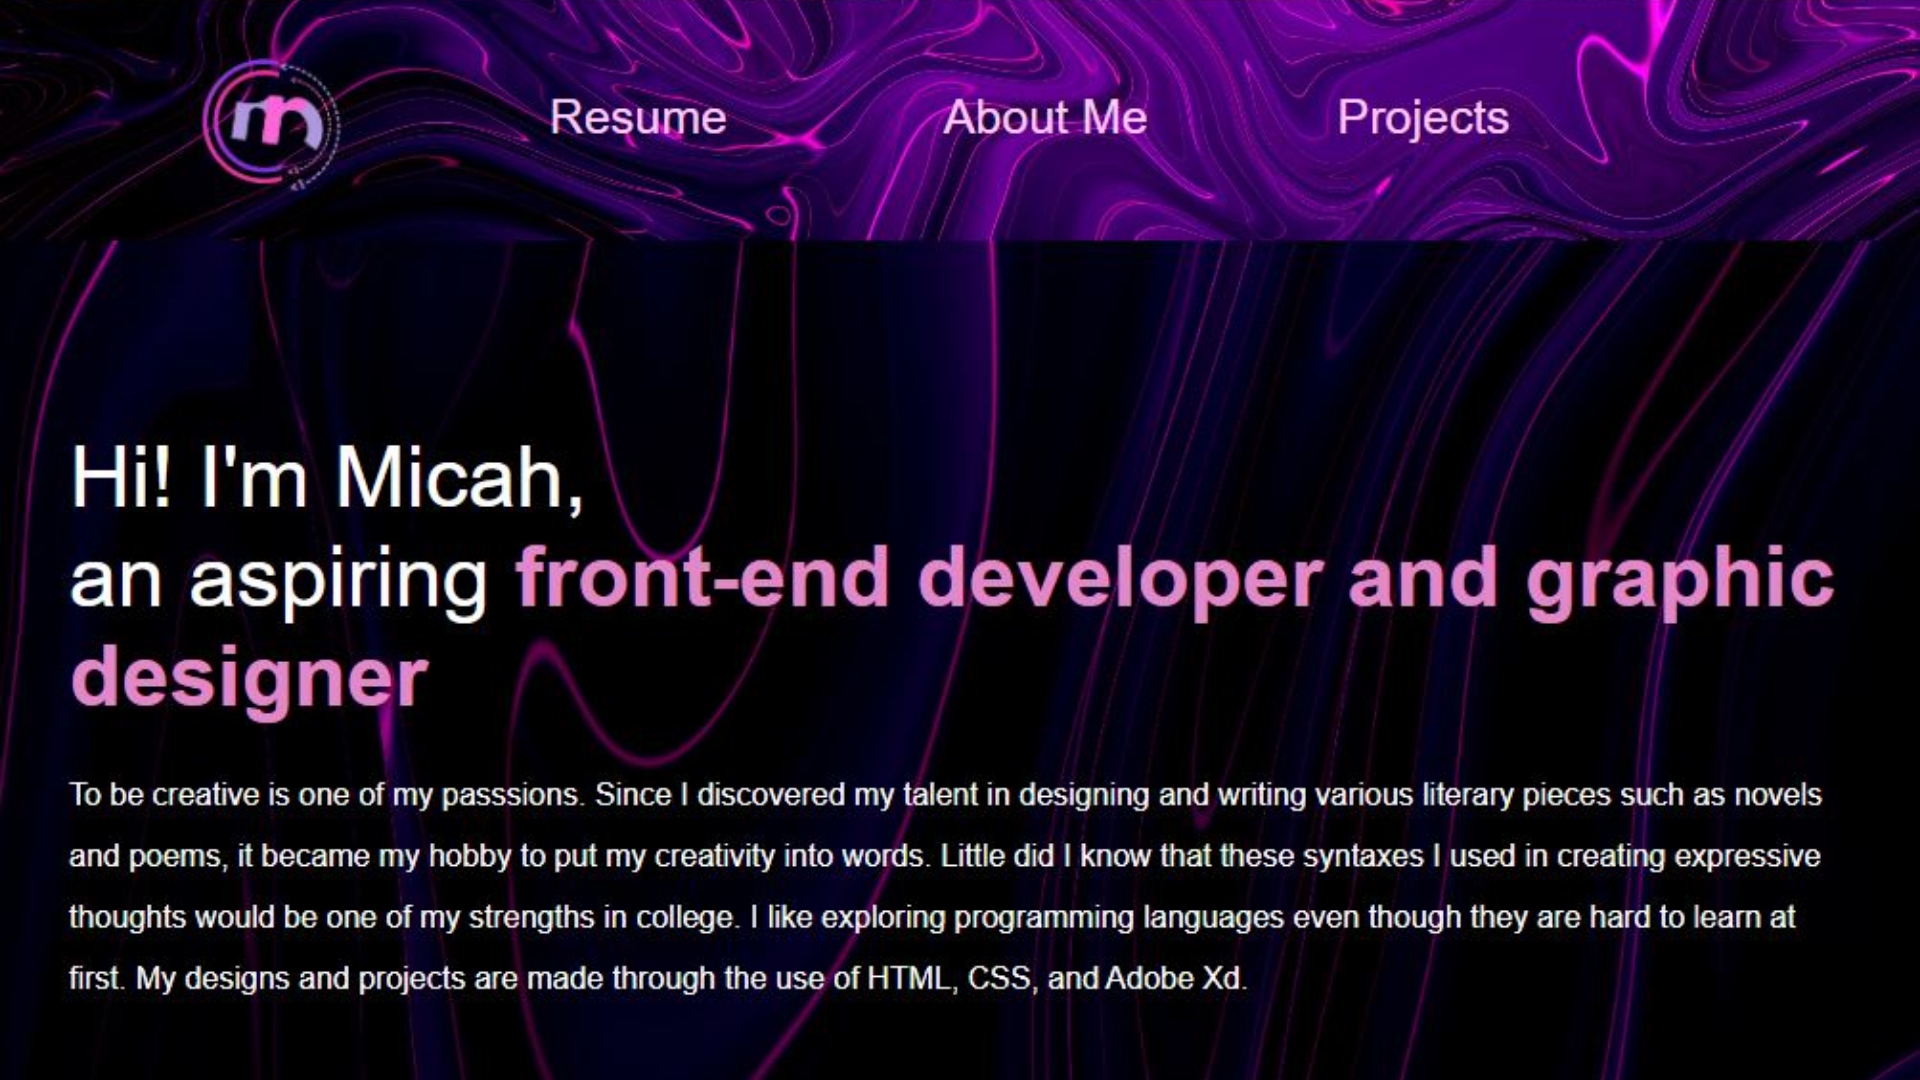 m
Resume
About Me
Projects
Hi! I'm Micah,
an aspiring front-end developer and graphic
designer
To be creative is one of my passsions. Since I discovered my talent in designing and writing various literary pieces such as novels
and poems, it became my hobby to put my creativity into words. Little did I know that these syntaxes I used in creating expressive
thoughts would be one of my strengths in college. I like exploring programming languages even though they are hard to learn at
first. My designs and projects are made through the use of HTML, CSS, and Adobe Xd.